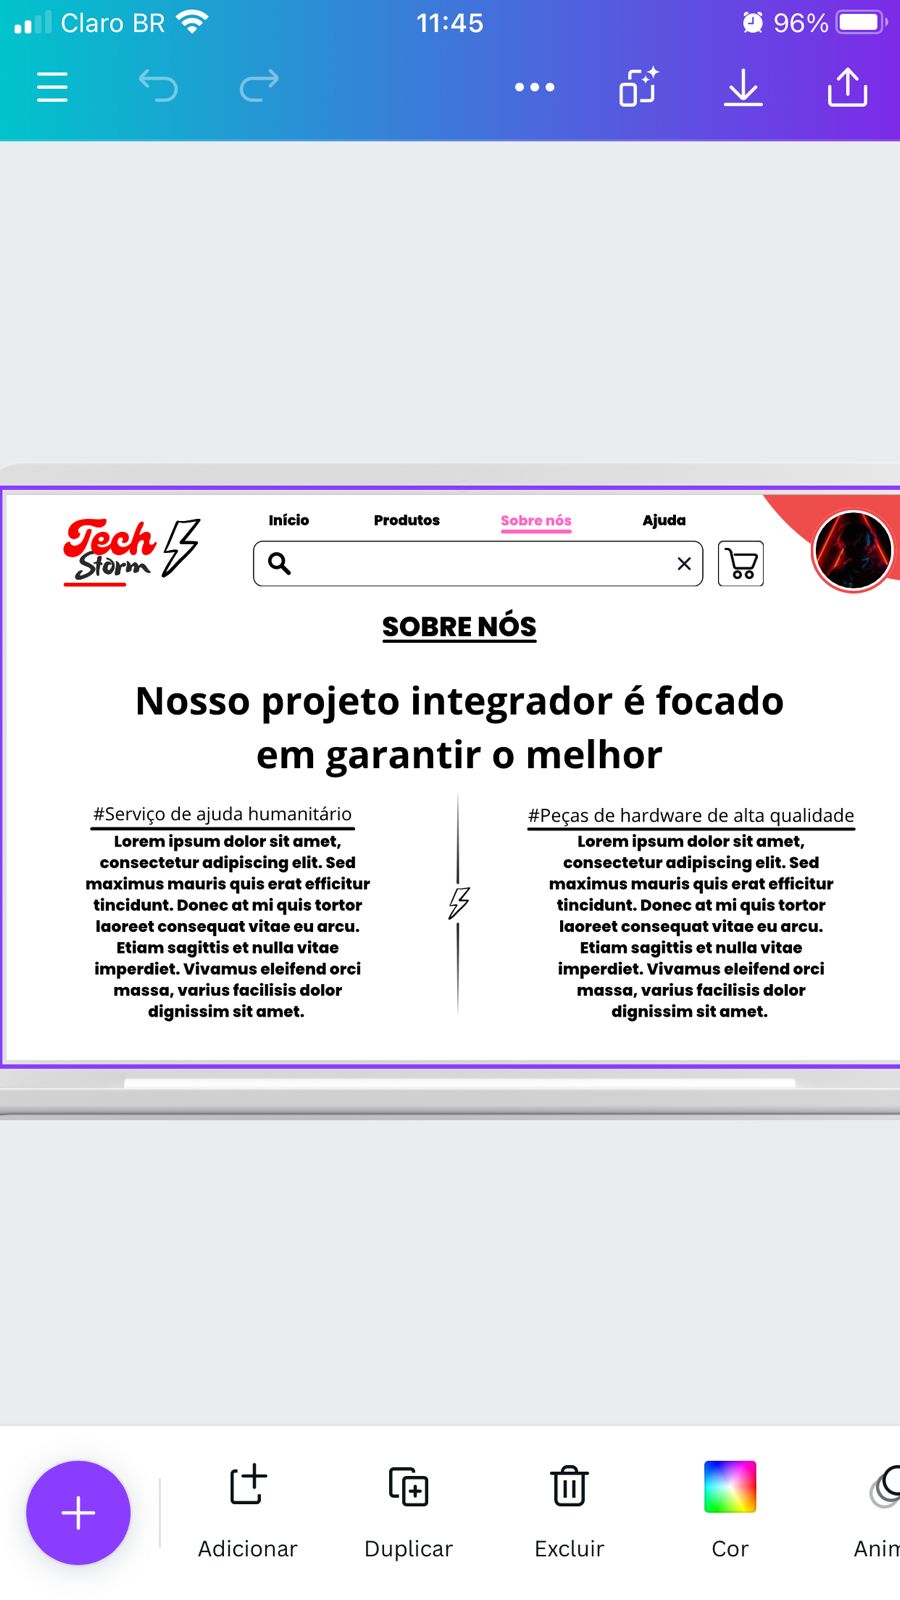 Claro BR 11:45 96%
Tech
Storm
Início Produtos Sobre nós Ajuda
SOBRE NÓS
Nosso projeto integrador é focado
em garantir o melhor
#Serviço de ajuda humanitário
Lorem ipsum dolor sit amet,
consectetur adipiscing elit. Sed
maximus mauris quis erat efficitur
tincidunt. Donec at mi quis tortor
laoreet consequat vitae eu arcu.
Etiam sagittis et nulla vitae
imperdiet. Vivamus eleifend orci
massa, varius facilisis dolor
dignissim sit amet.
#Peças de hardware de alta qualidade
Lorem ipsum dolor sit amet,
consectetur adipiscing elit. Sed
maximus mauris quis erat efficitur
tincidunt. Donec at mi quis tortor
laoreet consequat vitae eu arcu.
Etiam sagittis et nulla vitae
imperdiet. Vivamus eleifend orci
massa, varius facilisis dolor
dignissim sit amet.
Adicionar Duplicar Excluir Cor Anim